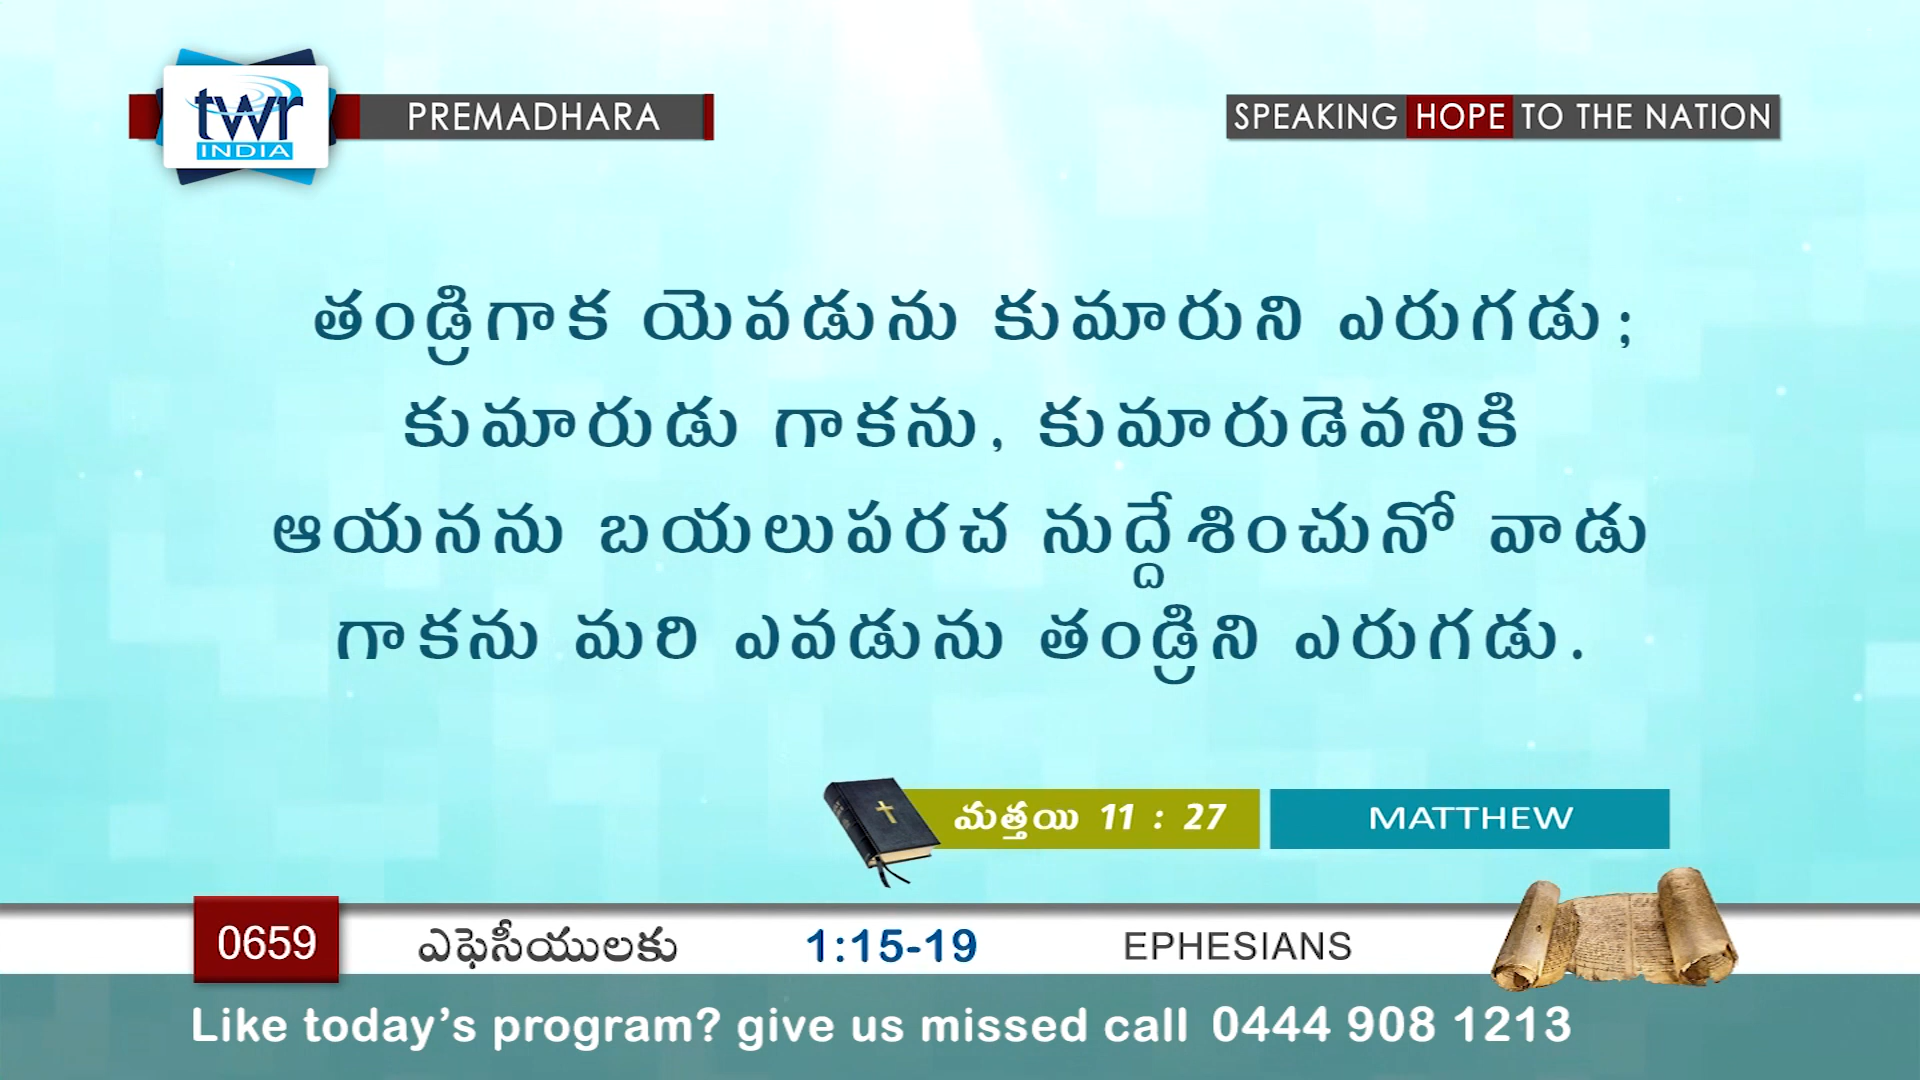 twr
INDIA
PREMADHARA
SPEAKING HOPE TO THE NATION
తండ్రిగాక యెవడును కుమారుని ఎరుగడు;
కుమారుడు గాకను, కుమారుడెవనికి
ఆయనను బయలుపరచ నుద్దేశించునో వాడు
గాకను మరి ఎవడును తండ్రిని ఎరుగడు.
మత్తయి 11 : 27 MATTHEW
0659 ఎఫెసీయులకు 1:15-19 EPHESIANS
Like today’s program? give us missed call 0444 908 1213